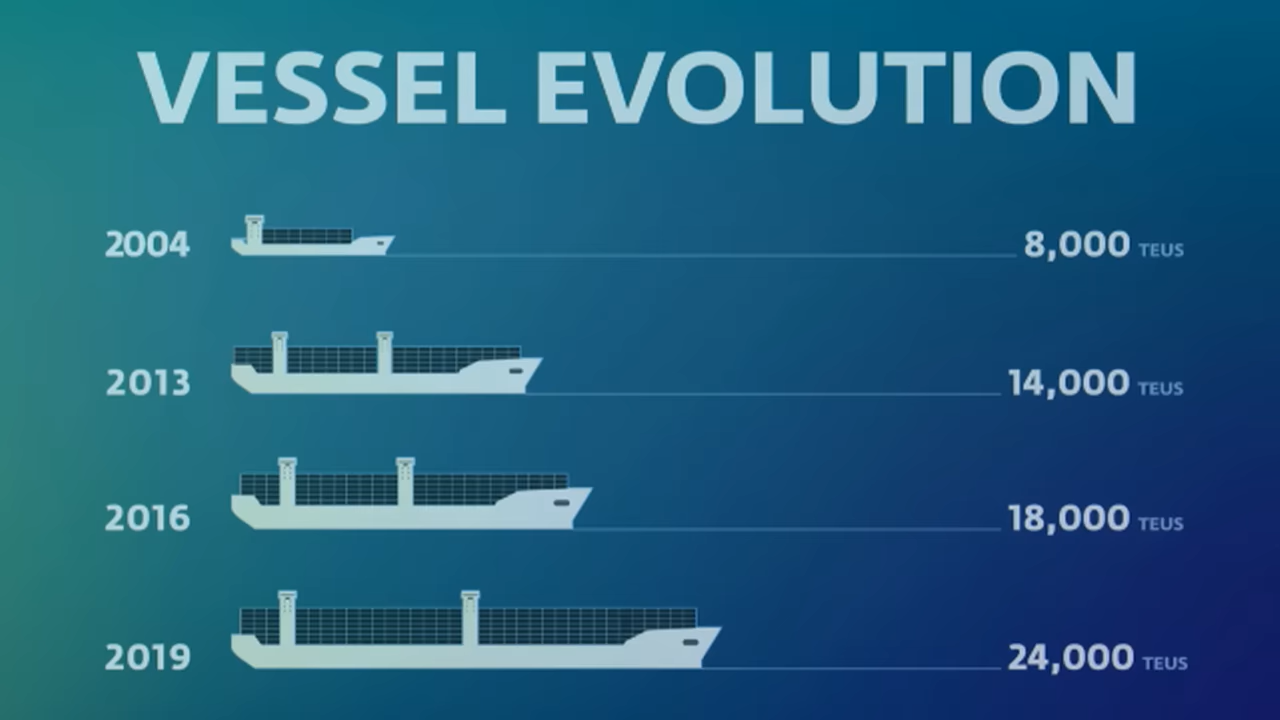 VESSEL EVOLUTION
2004 8,000 TEUS
2013 14,000 TEUS
2016 18,000 TEUS
2019 24,000 TEUS